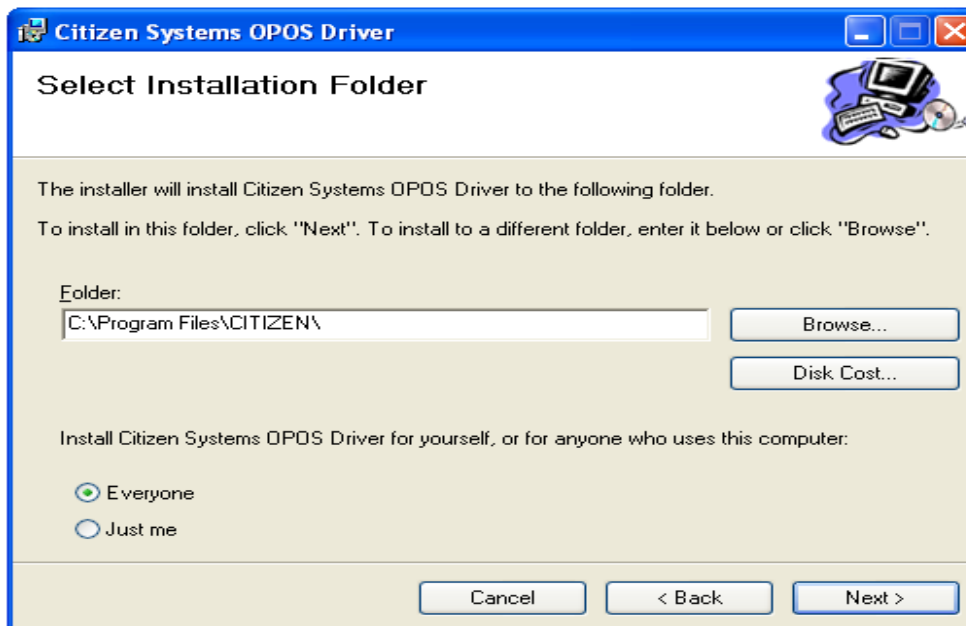 Citizen Systems OPOS Driver
Select Installation Folder
The installer will install Citizen Systems OPOS Driver to the following folder.
To install in this folder, click "Next". To install to a different folder, enter it below or click "Browse".
Folder:
C:\Program Files\CITIZEN\
Browse...
Disk Cost...
Install Citizen Systems OPOS Driver for yourself, or for anyone who uses this computer:
Everyone
Just me
Cancel
< Back
Next >